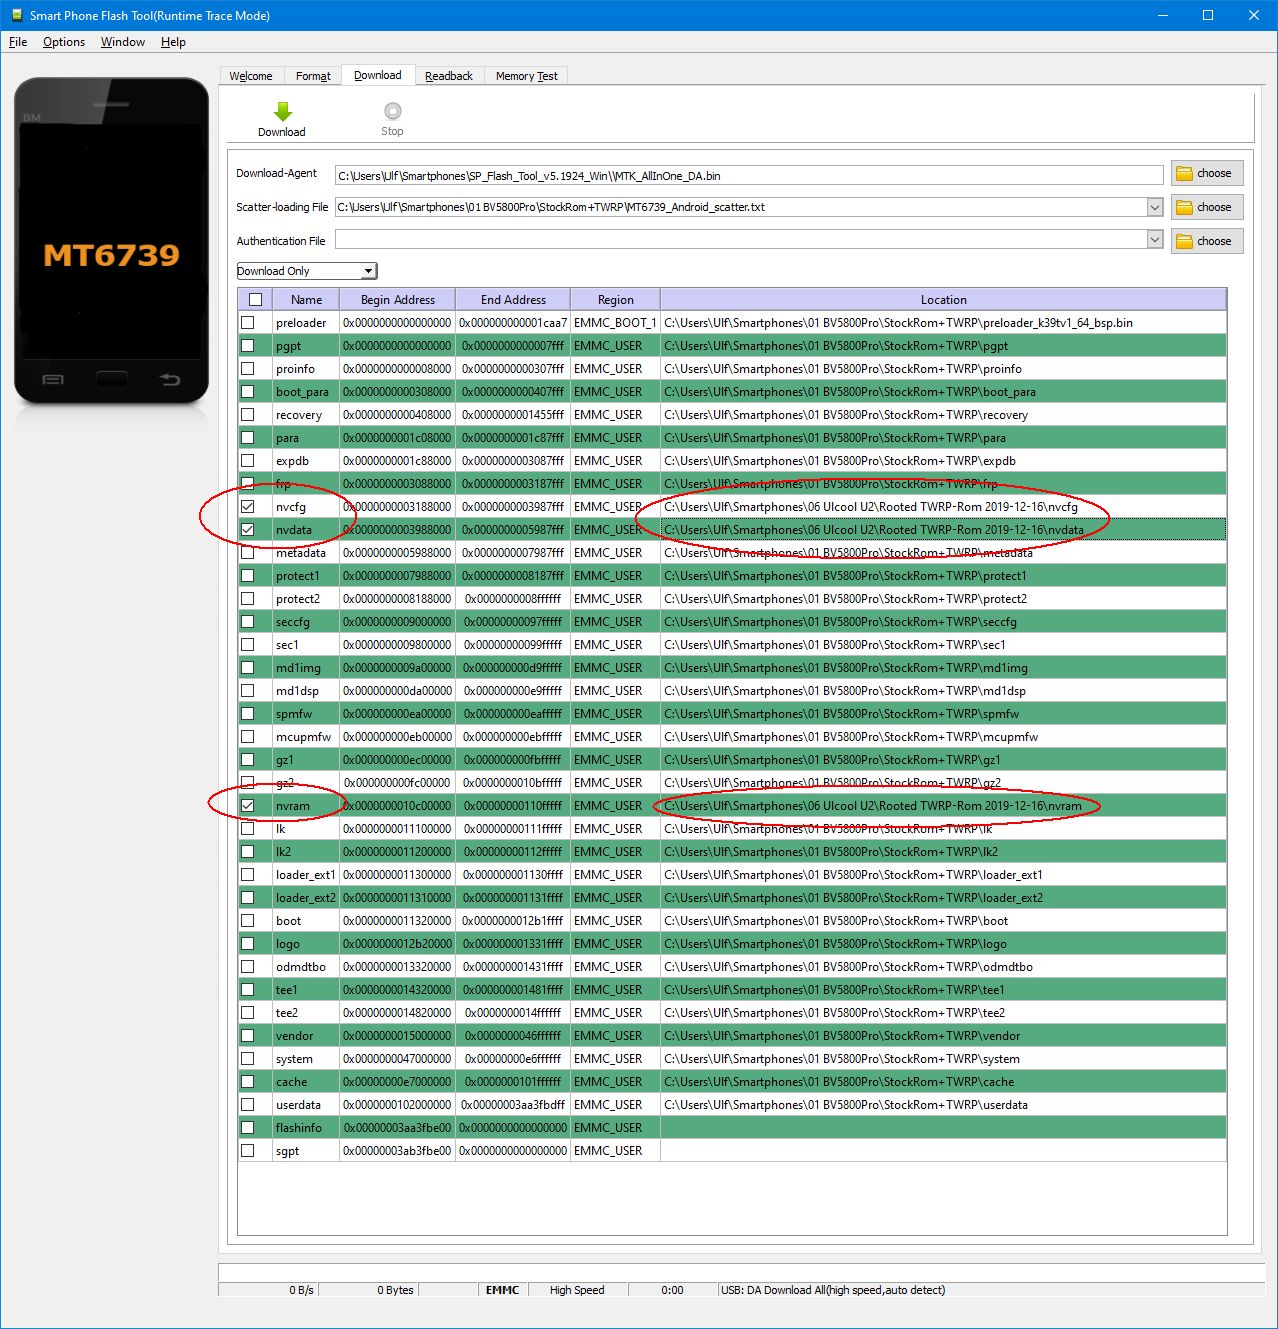 Smart Phone Flash Tool(Runtime Trace Mode)
File Options Window Help
Welcome Format Download Readback Memory Test
BM
MT6739
Download Stop
Download-Agent C:\Users\Ulf\Smartphones\SP_Flash_Tool_v5.1924_Win\\MTK_AllInOne_DA.bin choose
Scatter-loading File C:\Users\Ulf\Smartphones\01 BV5800Pro\StockRom+TWRP\MT6739_Android_scatter.txt choose
Authentication File choose
Download Only
Name Begin Address End Address Region Location
preloader 0x0000000000000000 0x000000000001caa7 EMMC_BOOT_1 C:\Users\Ulf\Smartphones\01 BV5800Pro\StockRom+TWRP\preloader_k39tv1_64_bsp.bin
pgpt 0x0000000000000000 0x0000000000007fff EMMC_USER C:\Users\Ulf\Smartphones\01 BV5800Pro\StockRom+TWRP\pgpt
proinfo 0x0000000000008000 0x0000000000307fff EMMC_USER C:\Users\Ulf\Smartphones\01 BV5800Pro\StockRom+TWRP\proinfo
boot_para 0x0000000000308000 0x0000000000407fff EMMC_USER C:\Users\Ulf\Smartphones\01 BV5800Pro\StockRom+TWRP\boot_para
recovery 0x0000000000408000 0x0000000001455fff EMMC_USER C:\Users\Ulf\Smartphones\01 BV5800Pro\StockRom+TWRP\recovery
para 0x0000000001c08000 0x0000000001c87fff EMMC_USER C:\Users\Ulf\Smartphones\01 BV5800Pro\StockRom+TWRP\para
expdb 0x0000000001c88000 0x0000000003087fff EMMC_USER C:\Users\Ulf\Smartphones\01 BV5800Pro\StockRom+TWRP\expdb
frp 0x0000000003088000 0x0000000003187fff EMMC_USER C:\Users\Ulf\Smartphones\01 BV5800Pro\StockRom+TWRP\frp
nvcfg 0x0000000003188000 0x0000000003987fff EMMC_USER C:\Users\Ulf\Smartphones\06 Ulcool U2\Rooted TWRP-Rom 2019-12-16\nvcfg
nvdata 0x0000000003988000 0x0000000005987fff EMMC_USER C:\Users\Ulf\Smartphones\06 Ulcool U2\Rooted TWRP-Rom 2019-12-16\nvdata
metadata 0x0000000005988000 0x0000000007987fff EMMC_USER C:\Users\Ulf\Smartphones\01 BV5800Pro\StockRom+TWRP\metadata
protect1 0x0000000007988000 0x0000000008187fff EMMC_USER C:\Users\Ulf\Smartphones\01 BV5800Pro\StockRom+TWRP\protect1
protect2 0x0000000008188000 0x0000000008ffffff EMMC_USER C:\Users\Ulf\Smartphones\01 BV5800Pro\StockRom+TWRP\protect2
seccfg 0x0000000009000000 0x00000000097fffff EMMC_USER C:\Users\Ulf\Smartphones\01 BV5800Pro\StockRom+TWRP\seccfg
sec1 0x0000000009800000 0x00000000099fffff EMMC_USER C:\Users\Ulf\Smartphones\01 BV5800Pro\StockRom+TWRP\sec1
md1img 0x0000000009a00000 0x000000000d9fffff EMMC_USER C:\Users\Ulf\Smartphones\01 BV5800Pro\StockRom+TWRP\md1img
md1dsp 0x000000000da00000 0x000000000e9fffff EMMC_USER C:\Users\Ulf\Smartphones\01 BV5800Pro\StockRom+TWRP\md1dsp
spmfw 0x000000000ea00000 0x000000000eafffff EMMC_USER C:\Users\Ulf\Smartphones\01 BV5800Pro\StockRom+TWRP\spmfw
mcupmfw 0x000000000eb00000 0x000000000ebfffff EMMC_USER C:\Users\Ulf\Smartphones\01 BV5800Pro\StockRom+TWRP\mcupmfw
gz1 0x000000000ec00000 0x000000000fbfffff EMMC_USER C:\Users\Ulf\Smartphones\01 BV5800Pro\StockRom+TWRP\gz1
gz2 0x000000000fc00000 0x0000000010bfffff EMMC_USER C:\Users\Ulf\Smartphones\01 BV5800Pro\StockRom+TWRP\gz2
nvram 0x0000000010c00000 0x00000000110fffff EMMC_USER C:\Users\Ulf\Smartphones\06 Ulcool U2\Rooted TWRP-Rom 2019-12-16\nvram
lk 0x0000000011100000 0x00000000111fffff EMMC_USER C:\Users\Ulf\Smartphones\01 BV5800Pro\StockRom+TWRP\lk
lk2 0x0000000011200000 0x00000000112fffff EMMC_USER C:\Users\Ulf\Smartphones\01 BV5800Pro\StockRom+TWRP\lk2
loader_ext1 0x0000000011300000 0x000000001130ffff EMMC_USER C:\Users\Ulf\Smartphones\01 BV5800Pro\StockRom+TWRP\loader_ext1
loader_ext2 0x0000000011310000 0x000000001131ffff EMMC_USER C:\Users\Ulf\Smartphones\01 BV5800Pro\StockRom+TWRP\loader_ext2
boot 0x0000000011320000 0x0000000012b1ffff EMMC_USER C:\Users\Ulf\Smartphones\01 BV5800Pro\StockRom+TWRP\boot
logo 0x0000000012b20000 0x000000001331ffff EMMC_USER C:\Users\Ulf\Smartphones\01 BV5800Pro\StockRom+TWRP\logo
odmdtbo 0x0000000013320000 0x000000001431ffff EMMC_USER C:\Users\Ulf\Smartphones\01 BV5800Pro\StockRom+TWRP\odmdtbo
tee1 0x0000000014320000 0x000000001481ffff EMMC_USER C:\Users\Ulf\Smartphones\01 BV5800Pro\StockRom+TWRP\tee1
tee2 0x0000000014820000 0x0000000014ffffff EMMC_USER C:\Users\Ulf\Smartphones\01 BV5800Pro\StockRom+TWRP\tee2
vendor 0x0000000015000000 0x0000000046ffffff EMMC_USER C:\Users\Ulf\Smartphones\01 BV5800Pro\StockRom+TWRP\vendor
system 0x0000000047000000 0x00000000e6ffffff EMMC_USER C:\Users\Ulf\Smartphones\01 BV5800Pro\StockRom+TWRP\system
cache 0x00000000e7000000 0x0000000101ffffff EMMC_USER C:\Users\Ulf\Smartphones\01 BV5800Pro\StockRom+TWRP\cache
userdata 0x0000000102000000 0x00000003aa3fbdff EMMC_USER C:\Users\Ulf\Smartphones\01 BV5800Pro\StockRom+TWRP\userdata
flashinfo 0x00000003aa3fbe00 0x0000000000000000 EMMC_USER
sgpt 0x00000003ab3fbe00 0x0000000000000000 EMMC_USER
0 B/s 0 Bytes EMMC High Speed 0:00 USB: DA Download All(high speed,auto detect)